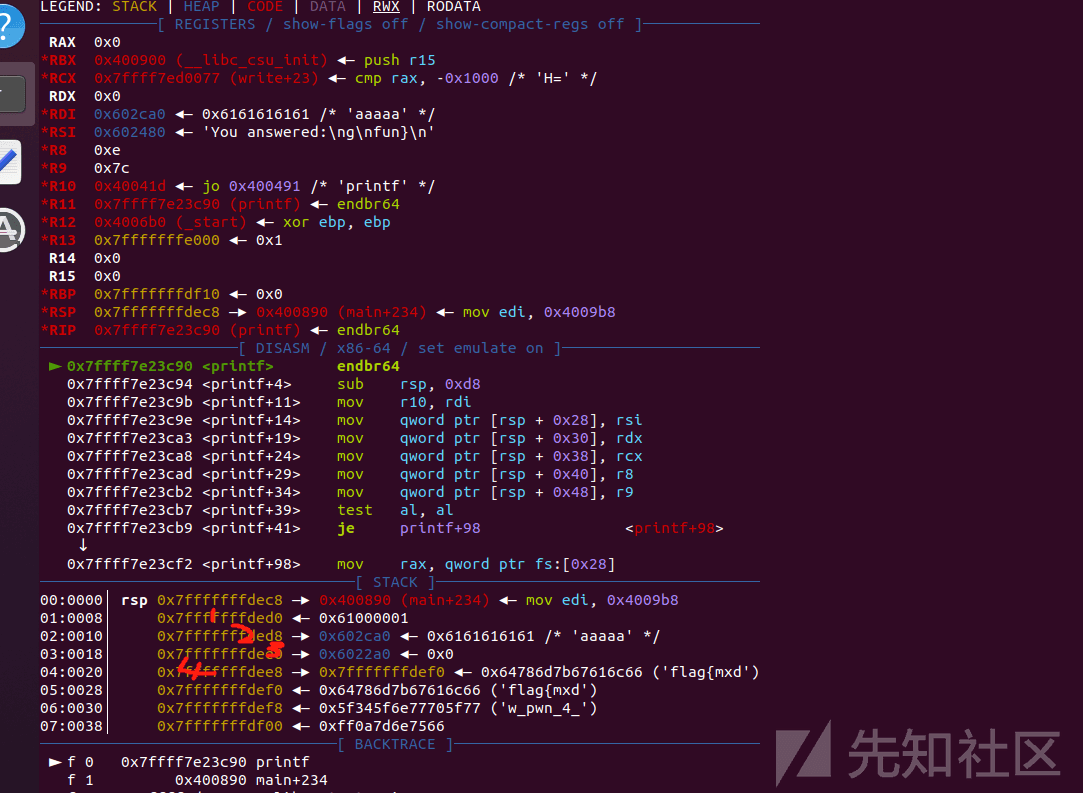 LEGEND: STACK | HEAP | CODE | DATA | RWX | RODATA
[ REGISTERS / show-flags off / show-compact-regs off ]
RAX 0x0
*RBX 0x400900 (__libc_csu_init) ◂— push r15
*RCX 0x7ffff7ed0077 (write+23) ◂— cmp rax, -0x1000 /* 'H=' */
RDX 0x0
*RDI 0x602ca0 ◂— 0x6161616161 /* 'aaaaa' */
*RSI 0x602480 ◂— 'You answered:\ng\nfun}\n'
*R8 0xe
*R9 0x7c
*R10 0x40041d ◂— jo 0x400491 /* 'printf' */
*R11 0x7ffff7e23c90 (printf) ◂— endbr64
*R12 0x4006b0 (_start) ◂— xor ebp, ebp
*R13 0x7fffffffe000 ◂— 0x1
R14 0x0
R15 0x0
*RBP 0x7fffffffdf10 ◂— 0x0
*RSP 0x7fffffffdec8 —▸ 0x400890 (main+234) ◂— mov edi, 0x4009b8
*RIP 0x7ffff7e23c90 (printf) ◂— endbr64
[ DISASM / x86-64 / set emulate on ]
► 0x7ffff7e23c90 <printf> endbr64
0x7ffff7e23c94 <printf+4> sub rsp, 0xd8
0x7ffff7e23c9b <printf+11> mov r10, rdi
0x7ffff7e23c9e <printf+14> mov qword ptr [rsp + 0x28], rsi
0x7ffff7e23ca3 <printf+19> mov qword ptr [rsp + 0x30], rdx
0x7ffff7e23ca8 <printf+24> mov qword ptr [rsp + 0x38], rcx
0x7ffff7e23cad <printf+29> mov qword ptr [rsp + 0x40], r8
0x7ffff7e23cb2 <printf+34> mov qword ptr [rsp + 0x48], r9
0x7ffff7e23cb7 <printf+39> test al, al
0x7ffff7e23cb9 <printf+41> je printf+98 <printf+98>
↓
0x7ffff7e23cf2 <printf+98> mov rax, qword ptr fs:[0x28]
[ STACK ]
00:0000│ rsp 0x7fffffffdec8 —▸ 0x400890 (main+234) ◂— mov edi, 0x4009b8
01:0008│ 0x7fffffffded0 ◂— 0x61000001
02:0010│ 0x7fffffffded8 —▸ 0x602ca0 ◂— 0x6161616161 /* 'aaaaa' */
03:0018│ 0x7fffffffdee0 —▸ 0x6022a0 ◂— 0x0
04:0020│ 0x7fffffffdee8 —▸ 0x7fffffffdef0 ◂— 0x64786d7b67616c66 ('flag{mxd')
05:0028│ 0x7fffffffdef0 ◂— 0x64786d7b67616c66 ('flag{mxd')
06:0030│ 0x7fffffffdef8 ◂— 0x5f345f6e77705f77 ('w_pwn_4_')
07:0038│ 0x7fffffffdf00 ◂— 0xff0a7d6e7566
1
2
3
4
[ BACKTRACE ]
► f 0 0x7ffff7e23c90 printf
f 1 0x400890 main+234
先知社区